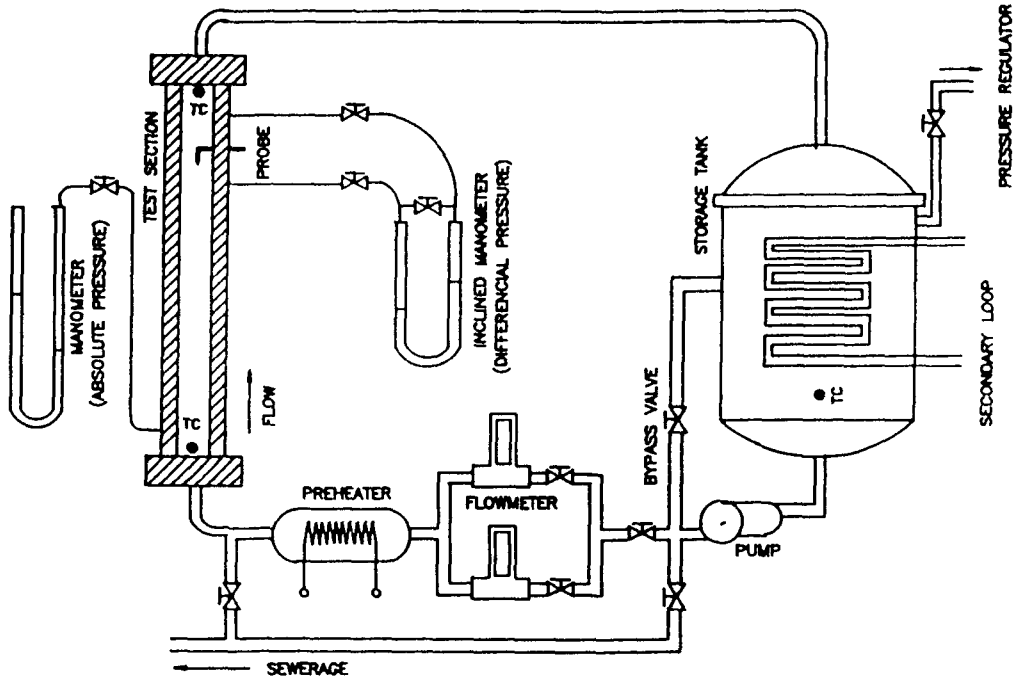 TC
TEST SECTION
PROBE
MANOMETER
(ABSOLUTE PRESSURE)
INCLINED MANOMETER
(DIFFERENCIAL PRESSURE)
STORAGE TANK
PRESSURE REGULATOR
SECONDARY LOOP
TC
TC
FLOW
BYPASS VALVE
PREHEATER
FLOWMETER
PUMP
SEWERAGE